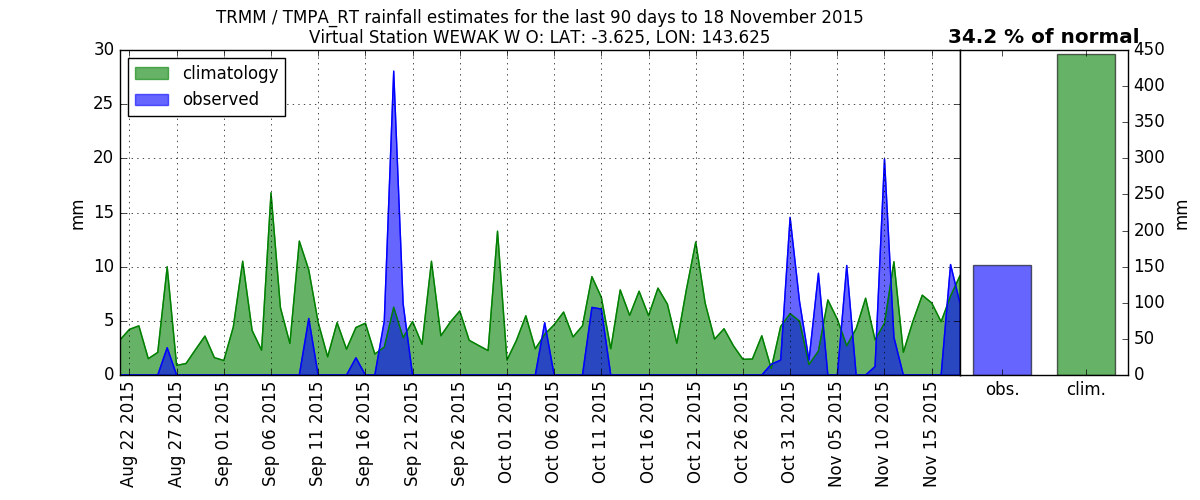 TRMM / TMPA_RT rainfall estimates for the last 90 days to 18 November 2015
Virtual Station WEWAK W O: LAT: -3.625, LON: 143.625
34.2 % of normal
climatology
observed
mm
30
25
20
15
10
5
0
450
400
350
300
250
200
150
100
50
0
mm
Aug 22 2015
Aug 27 2015
Sep 01 2015
Sep 06 2015
Sep 11 2015
Sep 16 2015
Sep 21 2015
Sep 26 2015
Oct 01 2015
Oct 06 2015
Oct 11 2015
Oct 16 2015
Oct 21 2015
Oct 26 2015
Oct 31 2015
Nov 05 2015
Nov 10 2015
Nov 15 2015
obs.
clim.